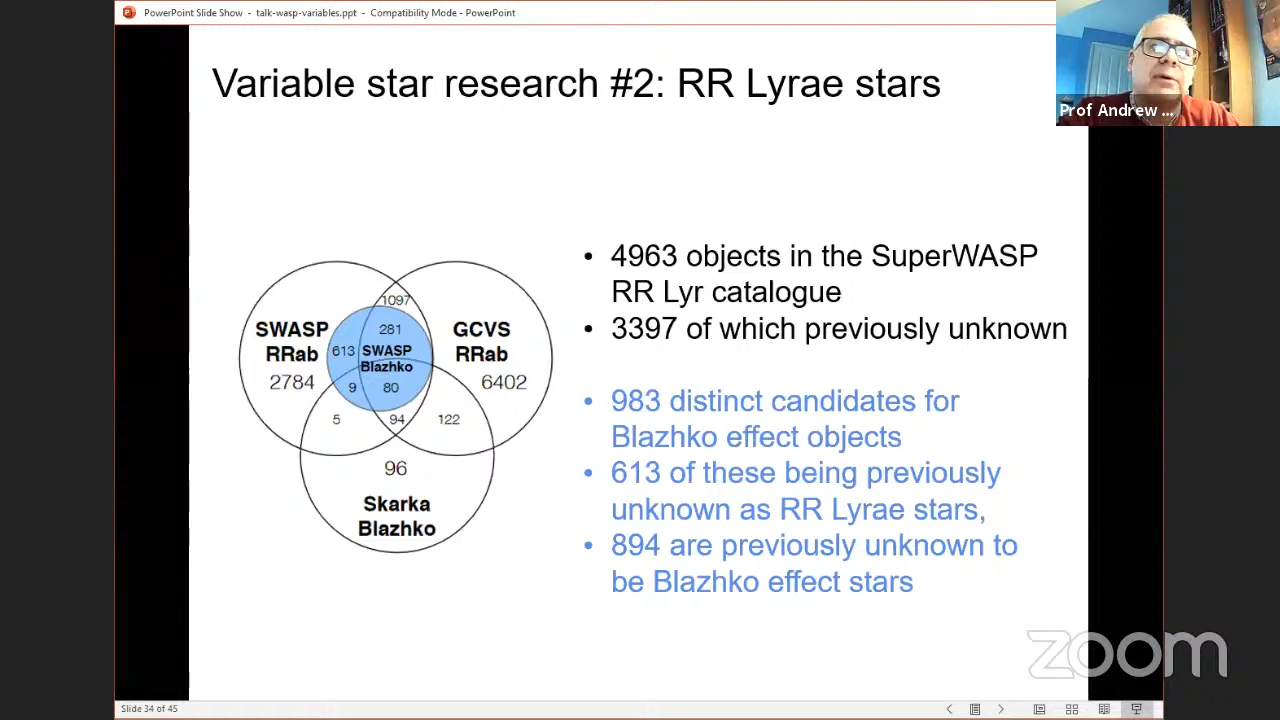 PowerPoint Slide Show - talk-wasp-variables.ppt - Compatibility Mode - PowerPoint
Prof Andrew ...
Variable star research #2: RR Lyrae stars
1097
SWASP
RRab
2784
281
GCVS
RRab
6402
613
SWASP
Blazhko
9
80
5
94
122
96
Skarka
Blazhko
• 4963 objects in the SuperWASP
RR Lyr catalogue
• 3397 of which previously unknown
• 983 distinct candidates for
Blazhko effect objects
• 613 of these being previously
unknown as RR Lyrae stars,
• 894 are previously unknown to
be Blazhko effect stars
zoom
Slide 34 of 45